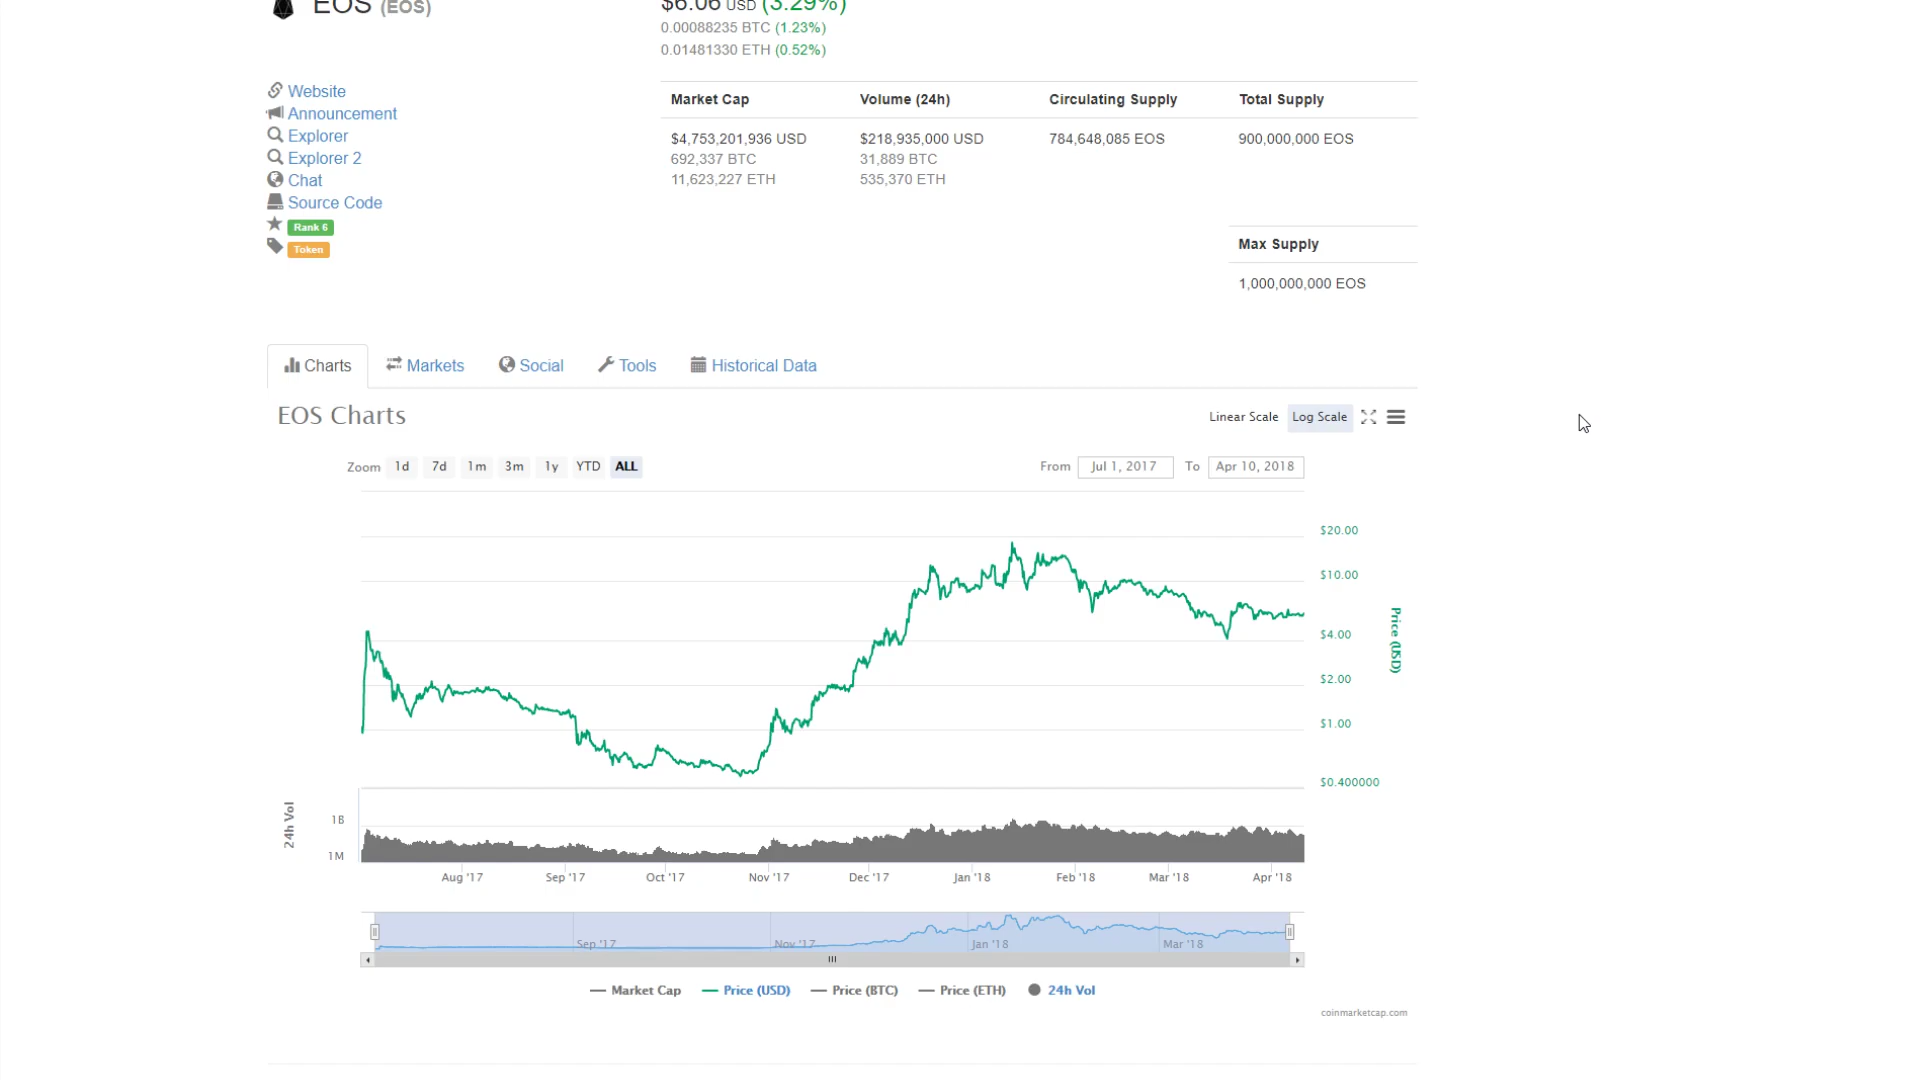 EOS (EOS)
$6.06 USD (3.29%)
0.00088235 BTC (1.23%)
0.01481330 ETH (0.52%)
Website
Announcement
Explorer
Explorer 2
Chat
Source Code
Rank 6
Token
Market Cap Volume (24h) Circulating Supply Total Supply
$4,753,201,936 USD $218,935,000 USD 784,648,085 EOS 900,000,000 EOS
692,337 BTC 31,889 BTC
11,623,227 ETH 535,370 ETH
Max Supply
1,000,000,000 EOS
Charts Markets Social Tools Historical Data
EOS Charts
Linear Scale Log Scale
Zoom 1d 7d 1m 3m 1y YTD ALL
From Jul 1, 2017 To Apr 10, 2018
$20.00
$10.00
$4.00
$2.00
$1.00
$0.400000
Price (USD)
24h Vol
1B
1M
Aug '17 Sep '17 Oct '17 Nov '17 Dec '17 Jan '18 Feb '18 Mar '18 Apr '18
Sep '17 Nov '17 Jan '18 Mar '18
Market Cap Price (USD) Price (BTC) Price (ETH) 24h Vol
coinmarketcap.com